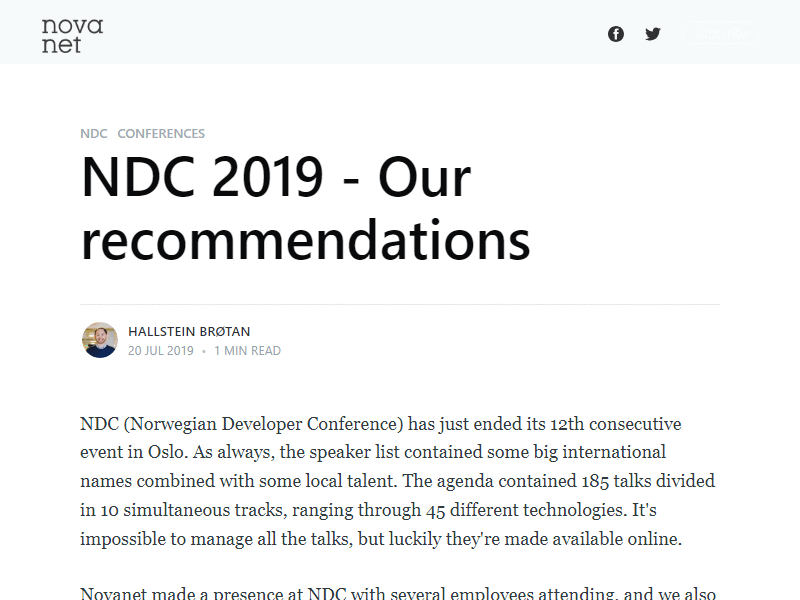 nova
net
NDC CONFERENCES
NDC 2019 - Our
recommendations
HALLSTEIN BRØTAN
20 JUL 2019 • 1 MIN READ
NDC (Norwegian Developer Conference) has just ended its 12th consecutive
event in Oslo. As always, the speaker list contained some big international
names combined with some local talent. The agenda contained 185 talks divided
in 10 simultaneous tracks, ranging through 45 different technologies. It's
impossible to manage all the talks, but luckily they're made available online.
Novanet made a presence at NDC with several employees attending, and we also